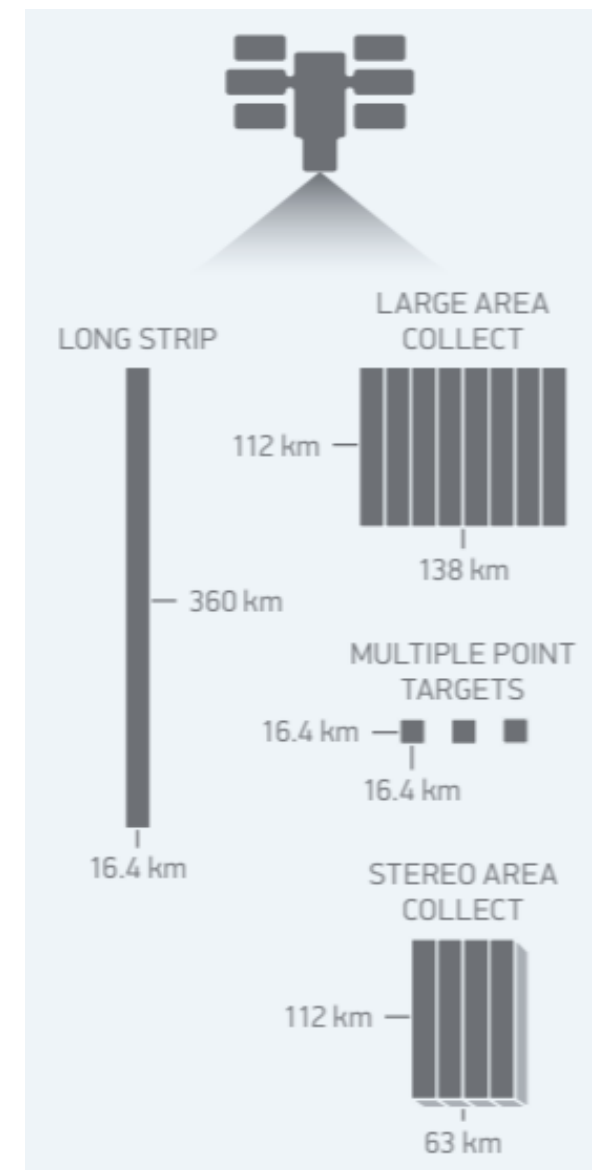 LONG STRIP
360 km
16.4 km
LARGE AREA
COLLECT
112 km
138 km
MULTIPLE POINT
TARGETS
16.4 km
16.4 km
STEREO AREA
COLLECT
112 km
63 km